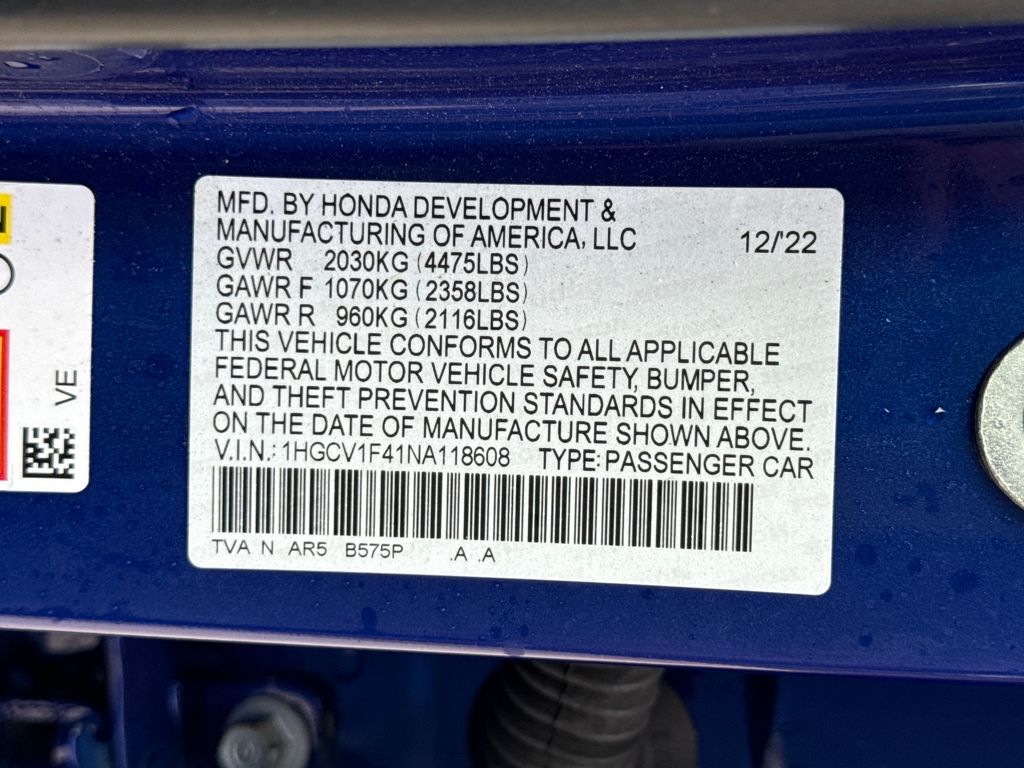 MFD. BY HONDA DEVELOPMENT &
MANUFACTURING OF AMERICA, LLC 12/'22
GVWR 2030KG (4475LBS)
GAWR F 1070KG (2358LBS)
GAWR R 960KG (2116LBS)
THIS VEHICLE CONFORMS TO ALL APPLICABLE
FEDERAL MOTOR VEHICLE SAFETY, BUMPER,
AND THEFT PREVENTION STANDARDS IN EFFECT
ON THE DATE OF MANUFACTURE SHOWN ABOVE.
V.I.N.: 1HGCV1F41NA118608 TYPE: PASSENGER CAR
TVA N AR5 B575P .A .A
VE